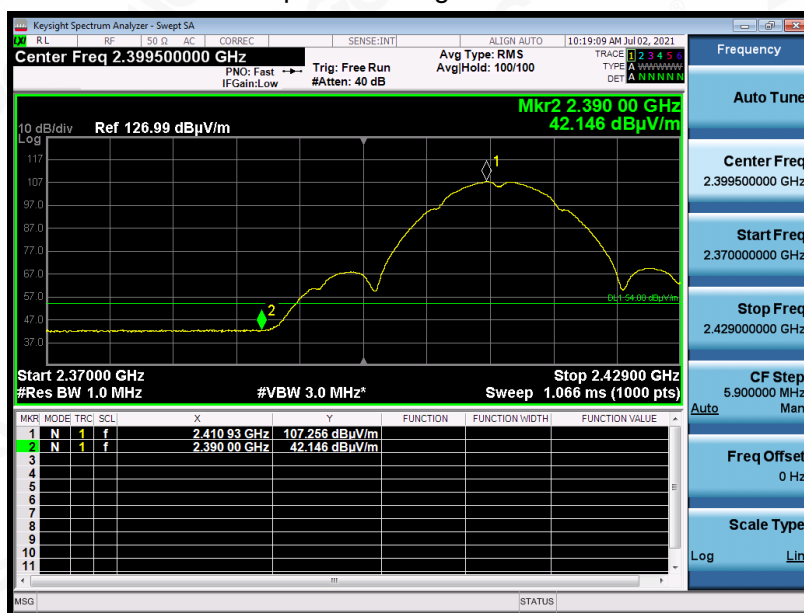 Keysight Spectrum Analyzer - Swept SA
LXI RL RF 50 Ω AC CORREC SENSE:INT ALIGN AUTO 10:19:09 AM Jul 02, 2021
Center Freq 2.399500000 GHz
PNO: Fast
IFGain:Low
Trig: Free Run
#Atten: 40 dB
Avg Type: RMS
Avg|Hold: 100/100
TRACE 1 2 3 4 5 6
TYPE A WWWWW
DET A N N N N N
Mkr2 2.390 00 GHz
42.146 dBµV/m
10 dB/div Ref 126.99 dBµV/m
Log
117
107
97.0
87.0
77.0
67.0
57.0
47.0
37.0
1
2
DL1 54.00 dBµV/m
Start 2.37000 GHz Stop 2.42900 GHz
#Res BW 1.0 MHz #VBW 3.0 MHz* Sweep 1.066 ms (1000 pts)
MKR MODE TRC SCL X Y FUNCTION FUNCTION WIDTH FUNCTION VALUE
1 N 1 f 2.410 93 GHz 107.256 dBµV/m
2 N 1 f 2.390 00 GHz 42.146 dBµV/m
3
4
5
6
7
8
9
10
11
MSG STATUS
Frequency
Auto Tune
Center Freq
2.399500000 GHz
Start Freq
2.370000000 GHz
Stop Freq
2.429000000 GHz
CF Step
5.900000 MHz
Auto Man
Freq Offset
0 Hz
Scale Type
Log Lin